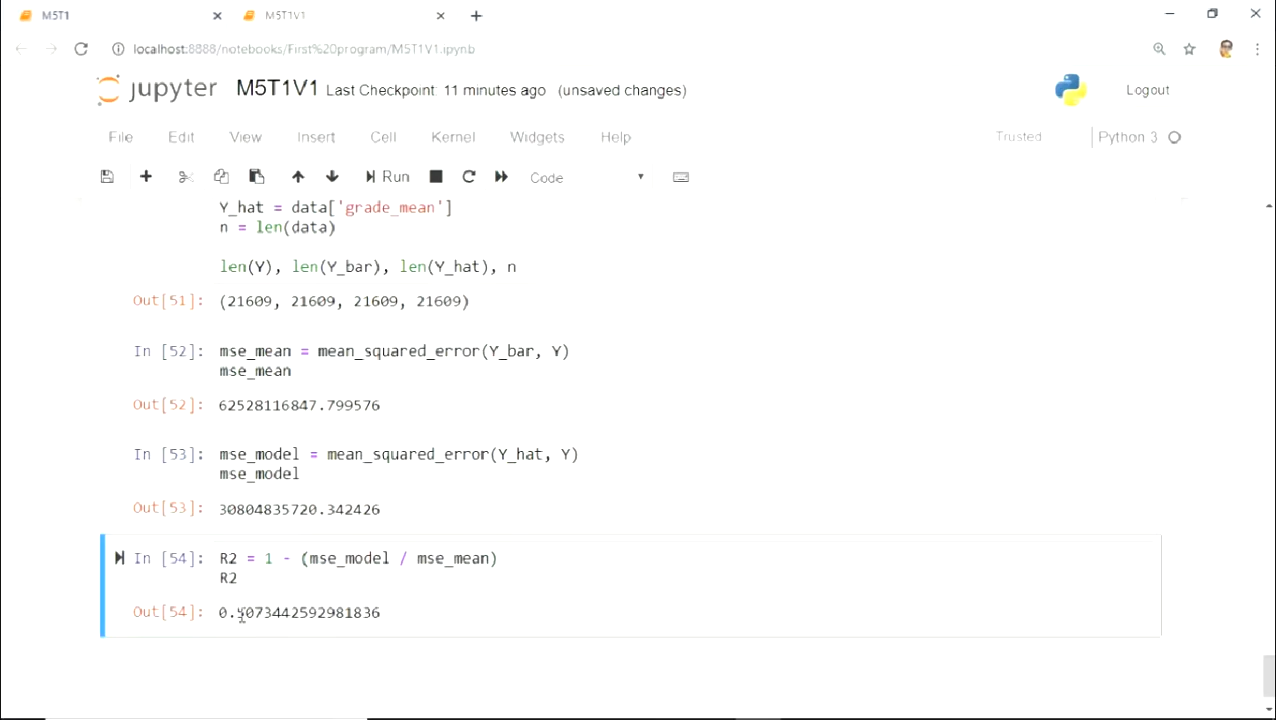 M5T1
M5T1V1
localhost:8888/notebooks/First%20program/M5T1V1.ipynb
jupyter M5T1V1 Last Checkpoint: 11 minutes ago (unsaved changes)
Logout
File Edit View Insert Cell Kernel Widgets Help
Trusted
Python 3
Run
Code
Y_hat = data['grade_mean']
n = len(data)
len(Y), len(Y_bar), len(Y_hat), n
Out[51]: (21609, 21609, 21609, 21609)
In [52]: mse_mean = mean_squared_error(Y_bar, Y)
mse_mean
Out[52]: 62528116847.799576
In [53]: mse_model = mean_squared_error(Y_hat, Y)
mse_model
Out[53]: 30804835720.342426
In [54]: R2 = 1 - (mse_model / mse_mean)
R2
Out[54]: 0.5073442592981836